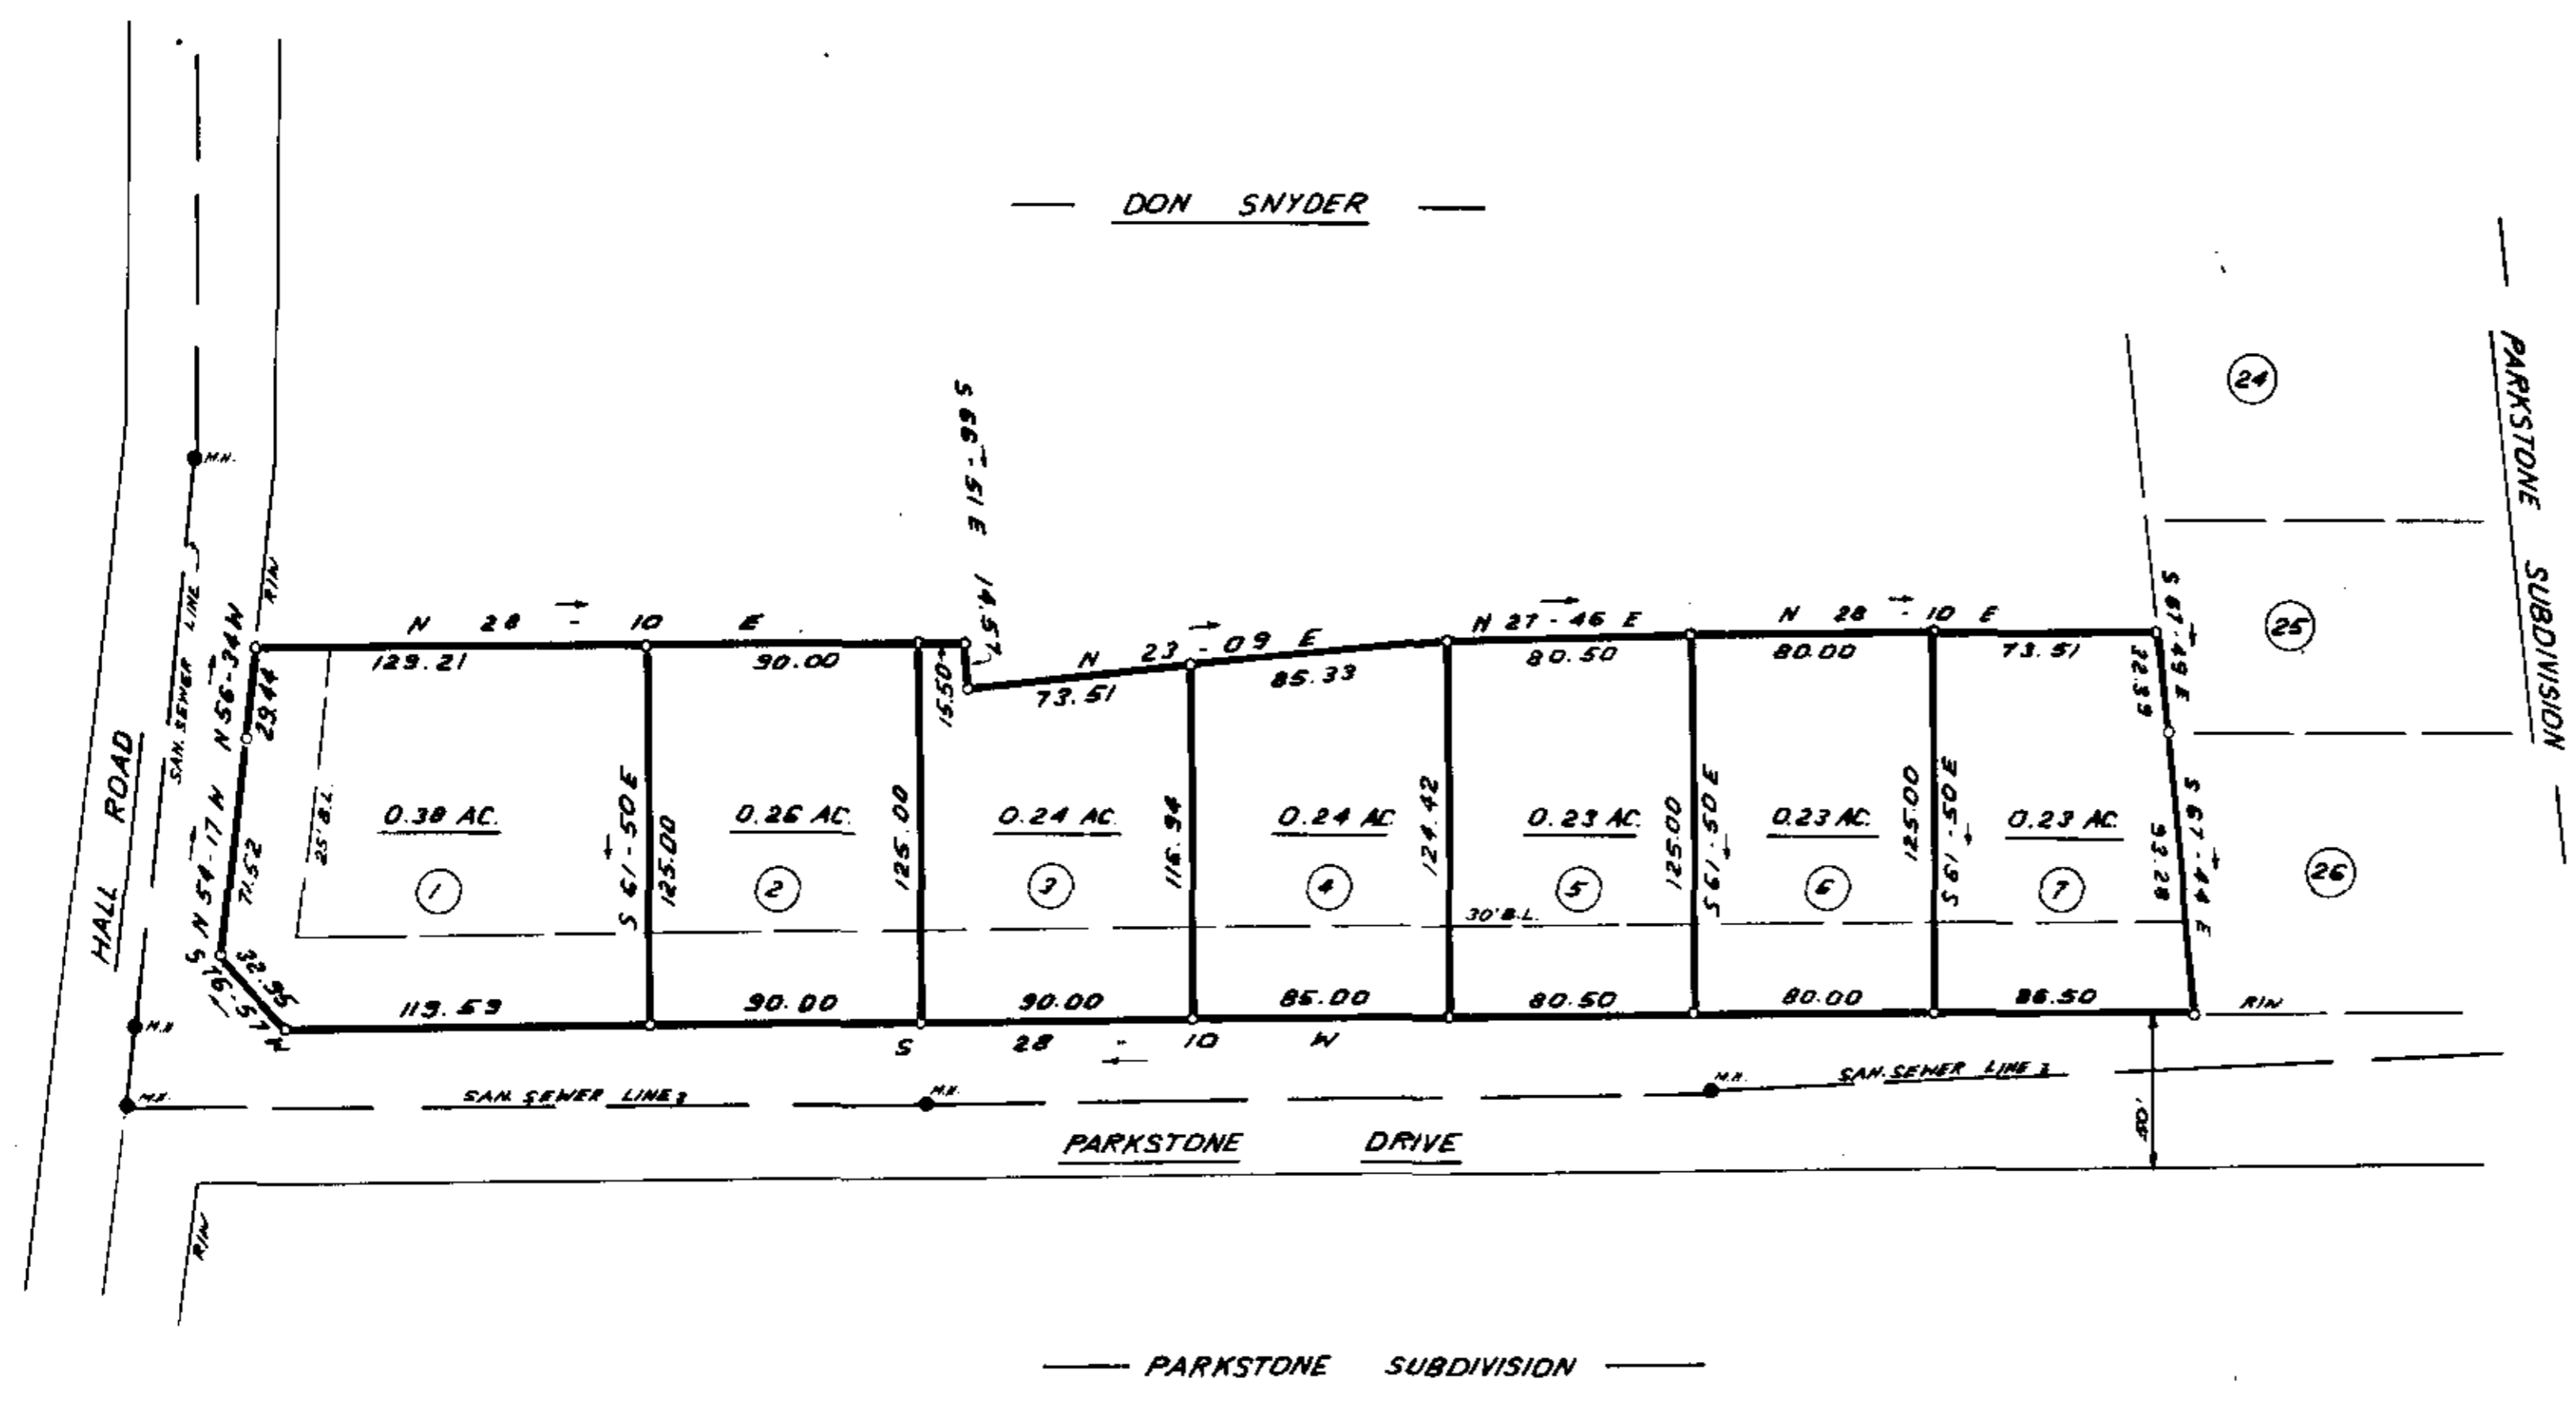 DON SNYDER
24
PARKSTONE SUBDIVISION
S 66-51 E 14.57
M.H.
SAN. SEWER LINE
R/W
25
N 28-10 E
N 23-09 E
N 27-46 E
N 28-10 E
S 67-49 E
32.39
129.21
90.00
15.50
73.51
85.33
80.50
80.00
73.51
N 56-34 W
29.44
HALL ROAD
N 54-17 W
71.52
25' B.L.
0.38 AC.
1
S 61-50 E
125.00
0.26 AC.
2
125.00
0.24 AC.
3
116.94
0.24 AC.
4
124.42
0.23 AC.
5
125.00
S 61-50 E
0.23 AC.
6
125.00
S 61-50 E
0.23 AC.
7
93.28
S 67-44 E
26
30' B.L.
32.95
119.59
90.00
90.00
85.00
80.50
80.00
86.50
R/W
S 28-10 W
M.H.
M.H.
SAN. SEWER LINE
M.H.
M.H.
SAN. SEWER LINE
50'
PARKSTONE DRIVE
R/W
PARKSTONE SUBDIVISION